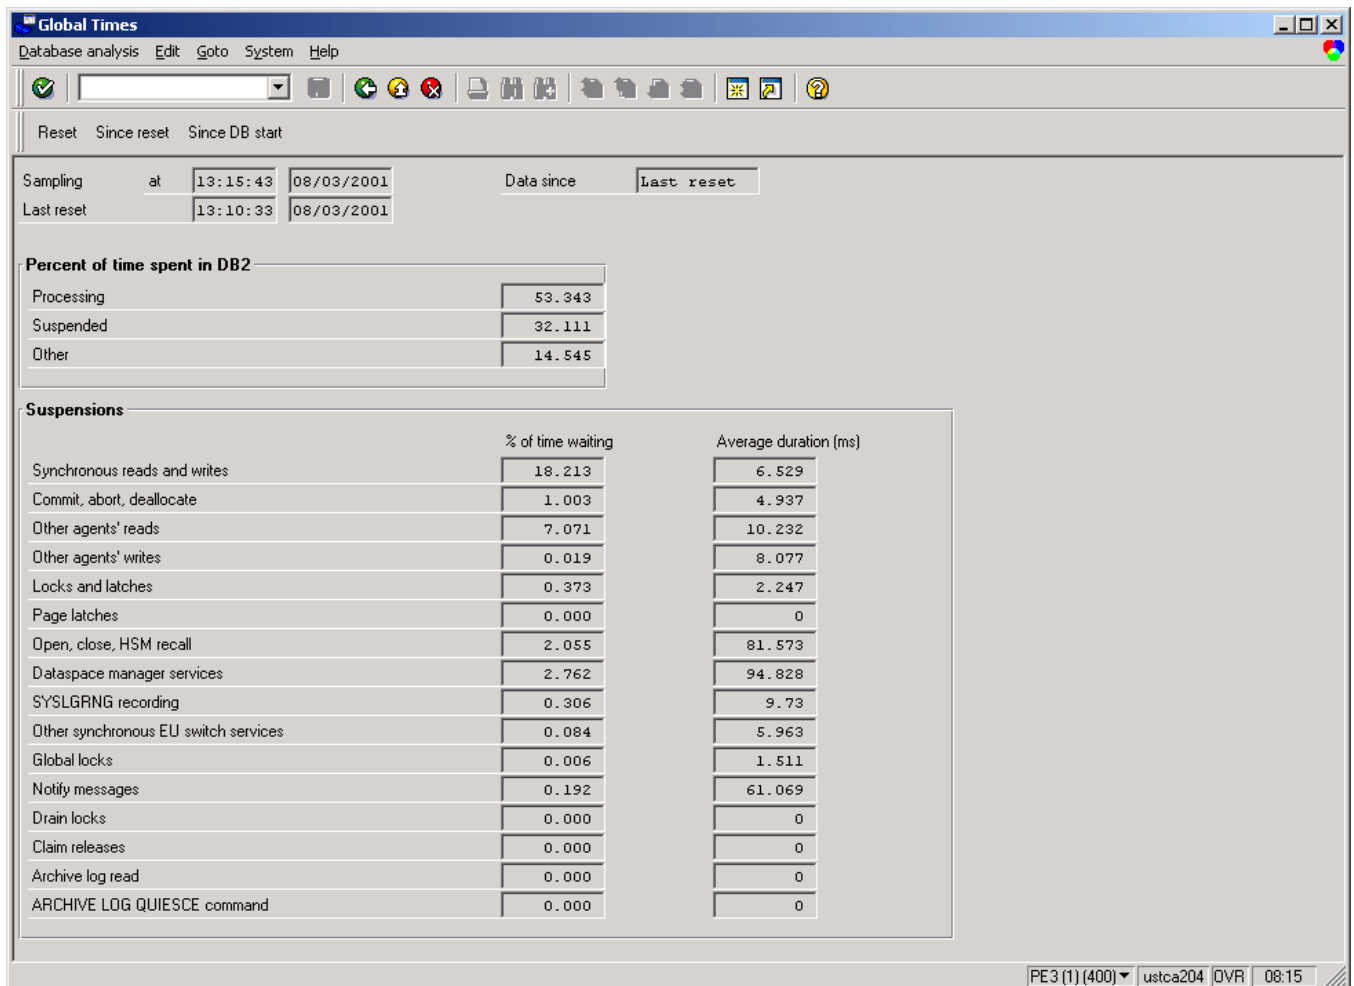 Global Times
Database analysis Edit Goto System Help
Reset Since reset Since DB start
Sampling at 13:15:43 08/03/2001 Data since Last reset
Last reset 13:10:33 08/03/2001
Percent of time spent in DB2
Processing 53.343
Suspended 32.111
Other 14.545
Suspensions
% of time waiting Average duration (ms)
Synchronous reads and writes 18.213 6.529
Commit, abort, deallocate 1.003 4.937
Other agents' reads 7.071 10.232
Other agents' writes 0.019 8.077
Locks and latches 0.373 2.247
Page latches 0.000 0
Open, close, HSM recall 2.055 81.573
Dataspace manager services 2.762 94.828
SYSLGRNG recording 0.306 9.73
Other synchronous EU switch services 0.084 5.963
Global locks 0.006 1.511
Notify messages 0.192 61.069
Drain locks 0.000 0
Claim releases 0.000 0
Archive log read 0.000 0
ARCHIVE LOG QUIESCE command 0.000 0
PE3 (1) (400) ustca204 OVR 08:15